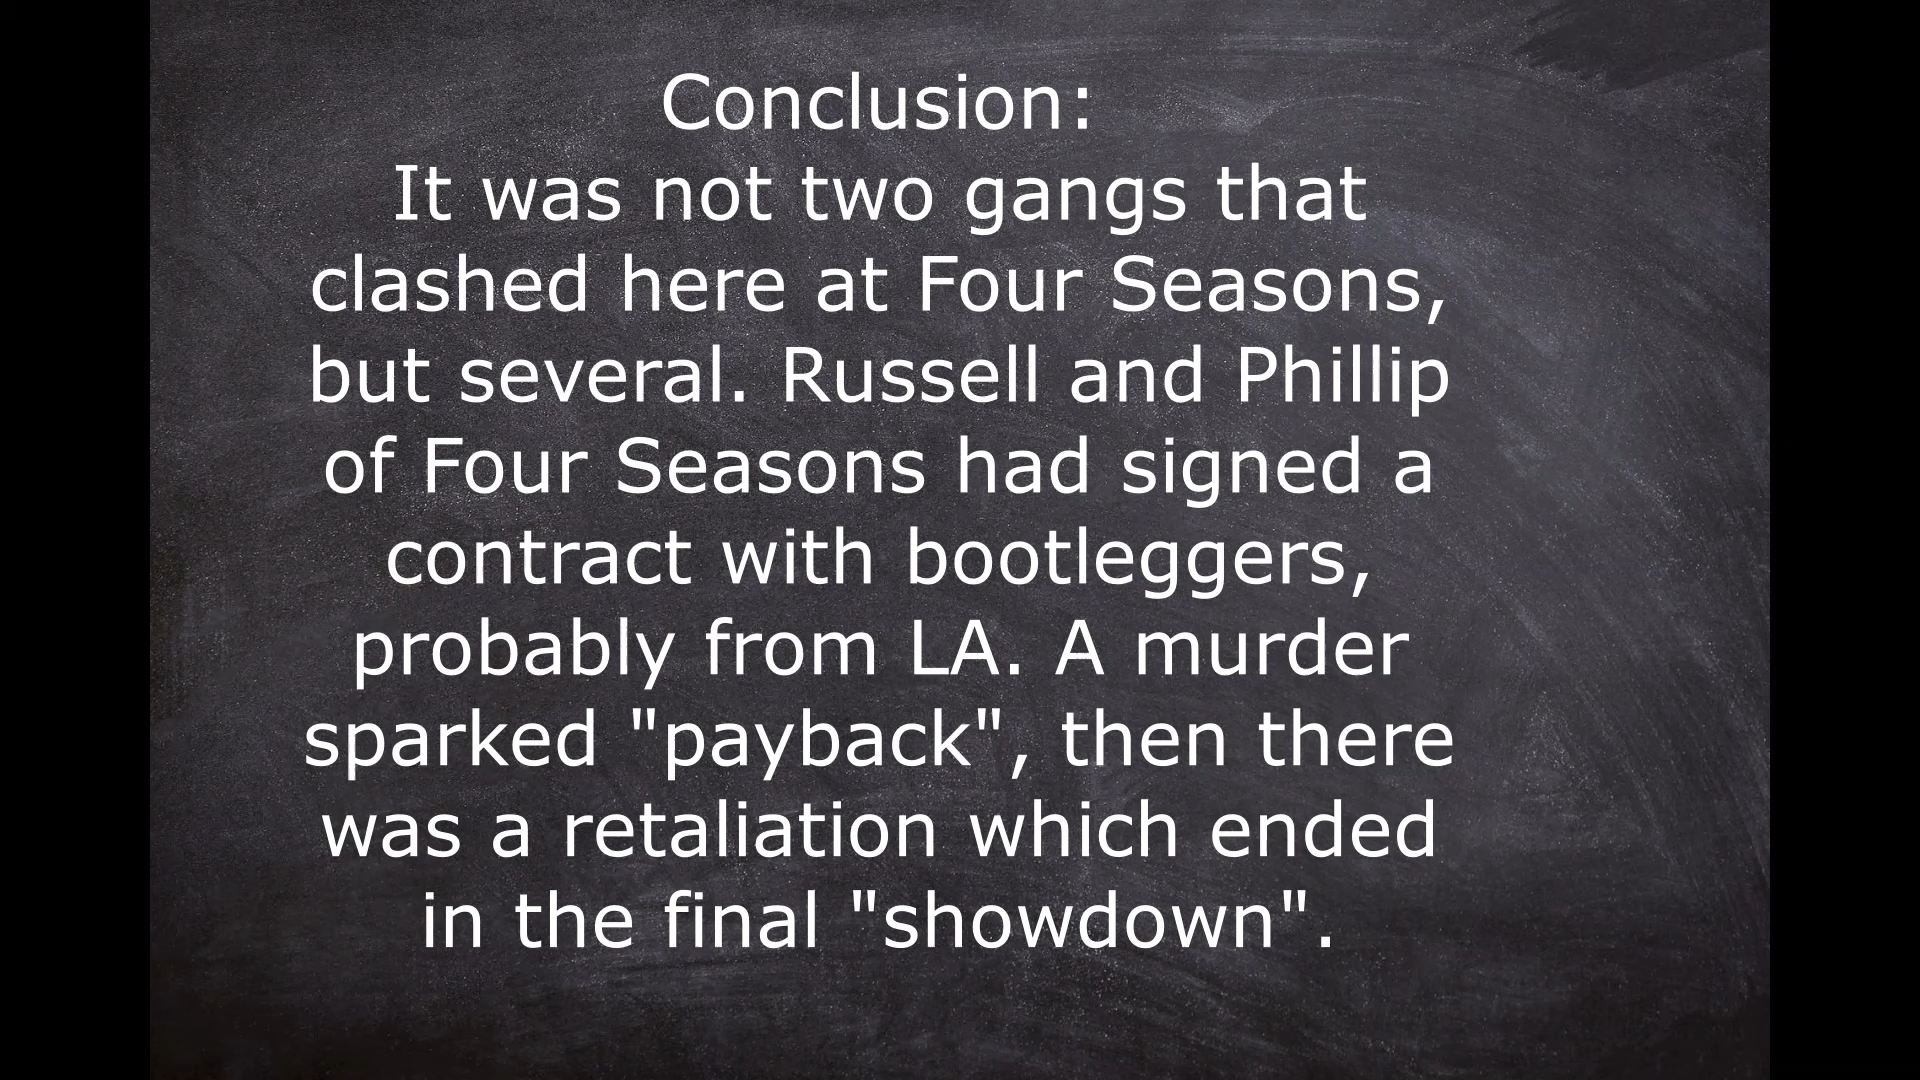 Conclusion:
It was not two gangs that
clashed here at Four Seasons,
but several. Russell and Phillip
of Four Seasons had signed a
contract with bootleggers,
probably from LA. A murder
sparked "payback", then there
was a retaliation which ended
in the final "showdown".